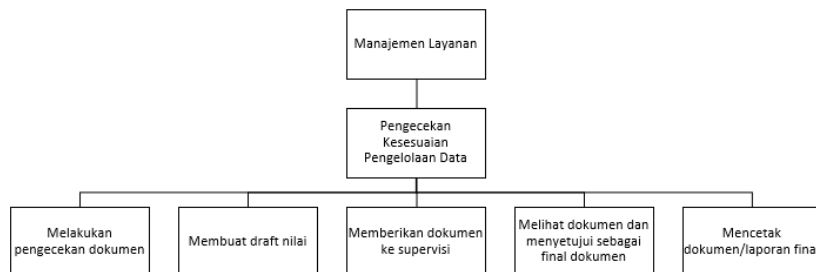 Manajemen Layanan
Pengecekan
Kesesuaian
Pengelolaan Data
Melakukan
pengecekan dokumen
Membuat draft nilai
Memberikan dokumen
ke supervisi
Melihat dokumen dan
menyetujui sebagai
final dokumen
Mencetak
dokumen/laporan final